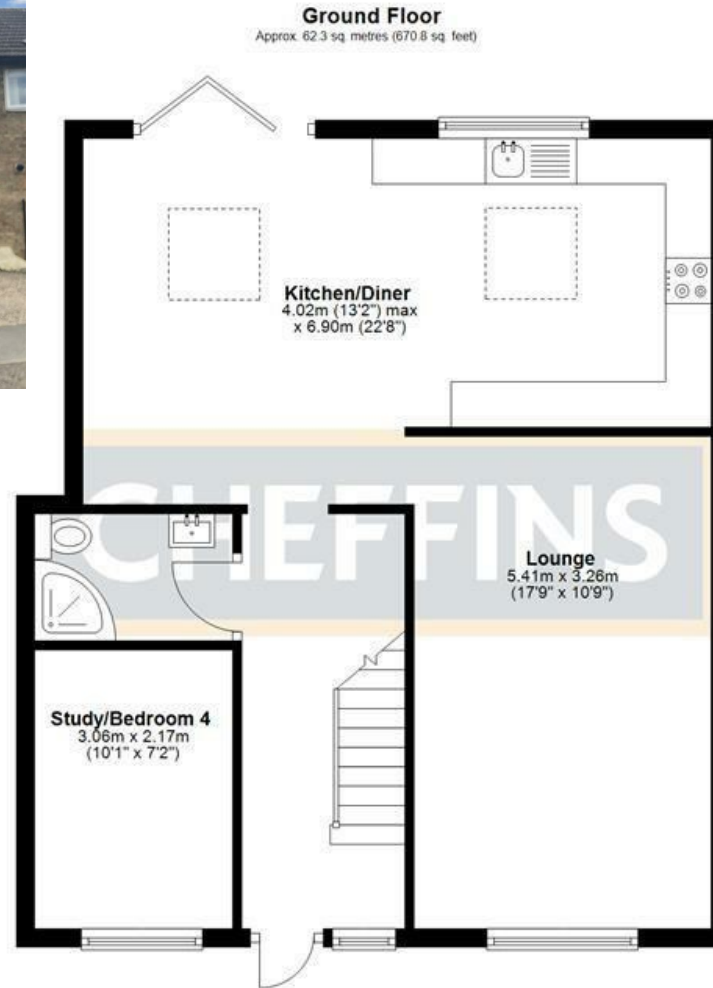 Ground Floor
Approx. 62.3 sq. metres (670.8 sq. feet)
Kitchen/Diner
4.02m (13'2") max
x 6.90m (22'8")
CHEFFINS
Lounge
5.41m x 3.26m
(17'9" x 10'9")
Study/Bedroom 4
3.06m x 2.17m
(10'1" x 7'2")